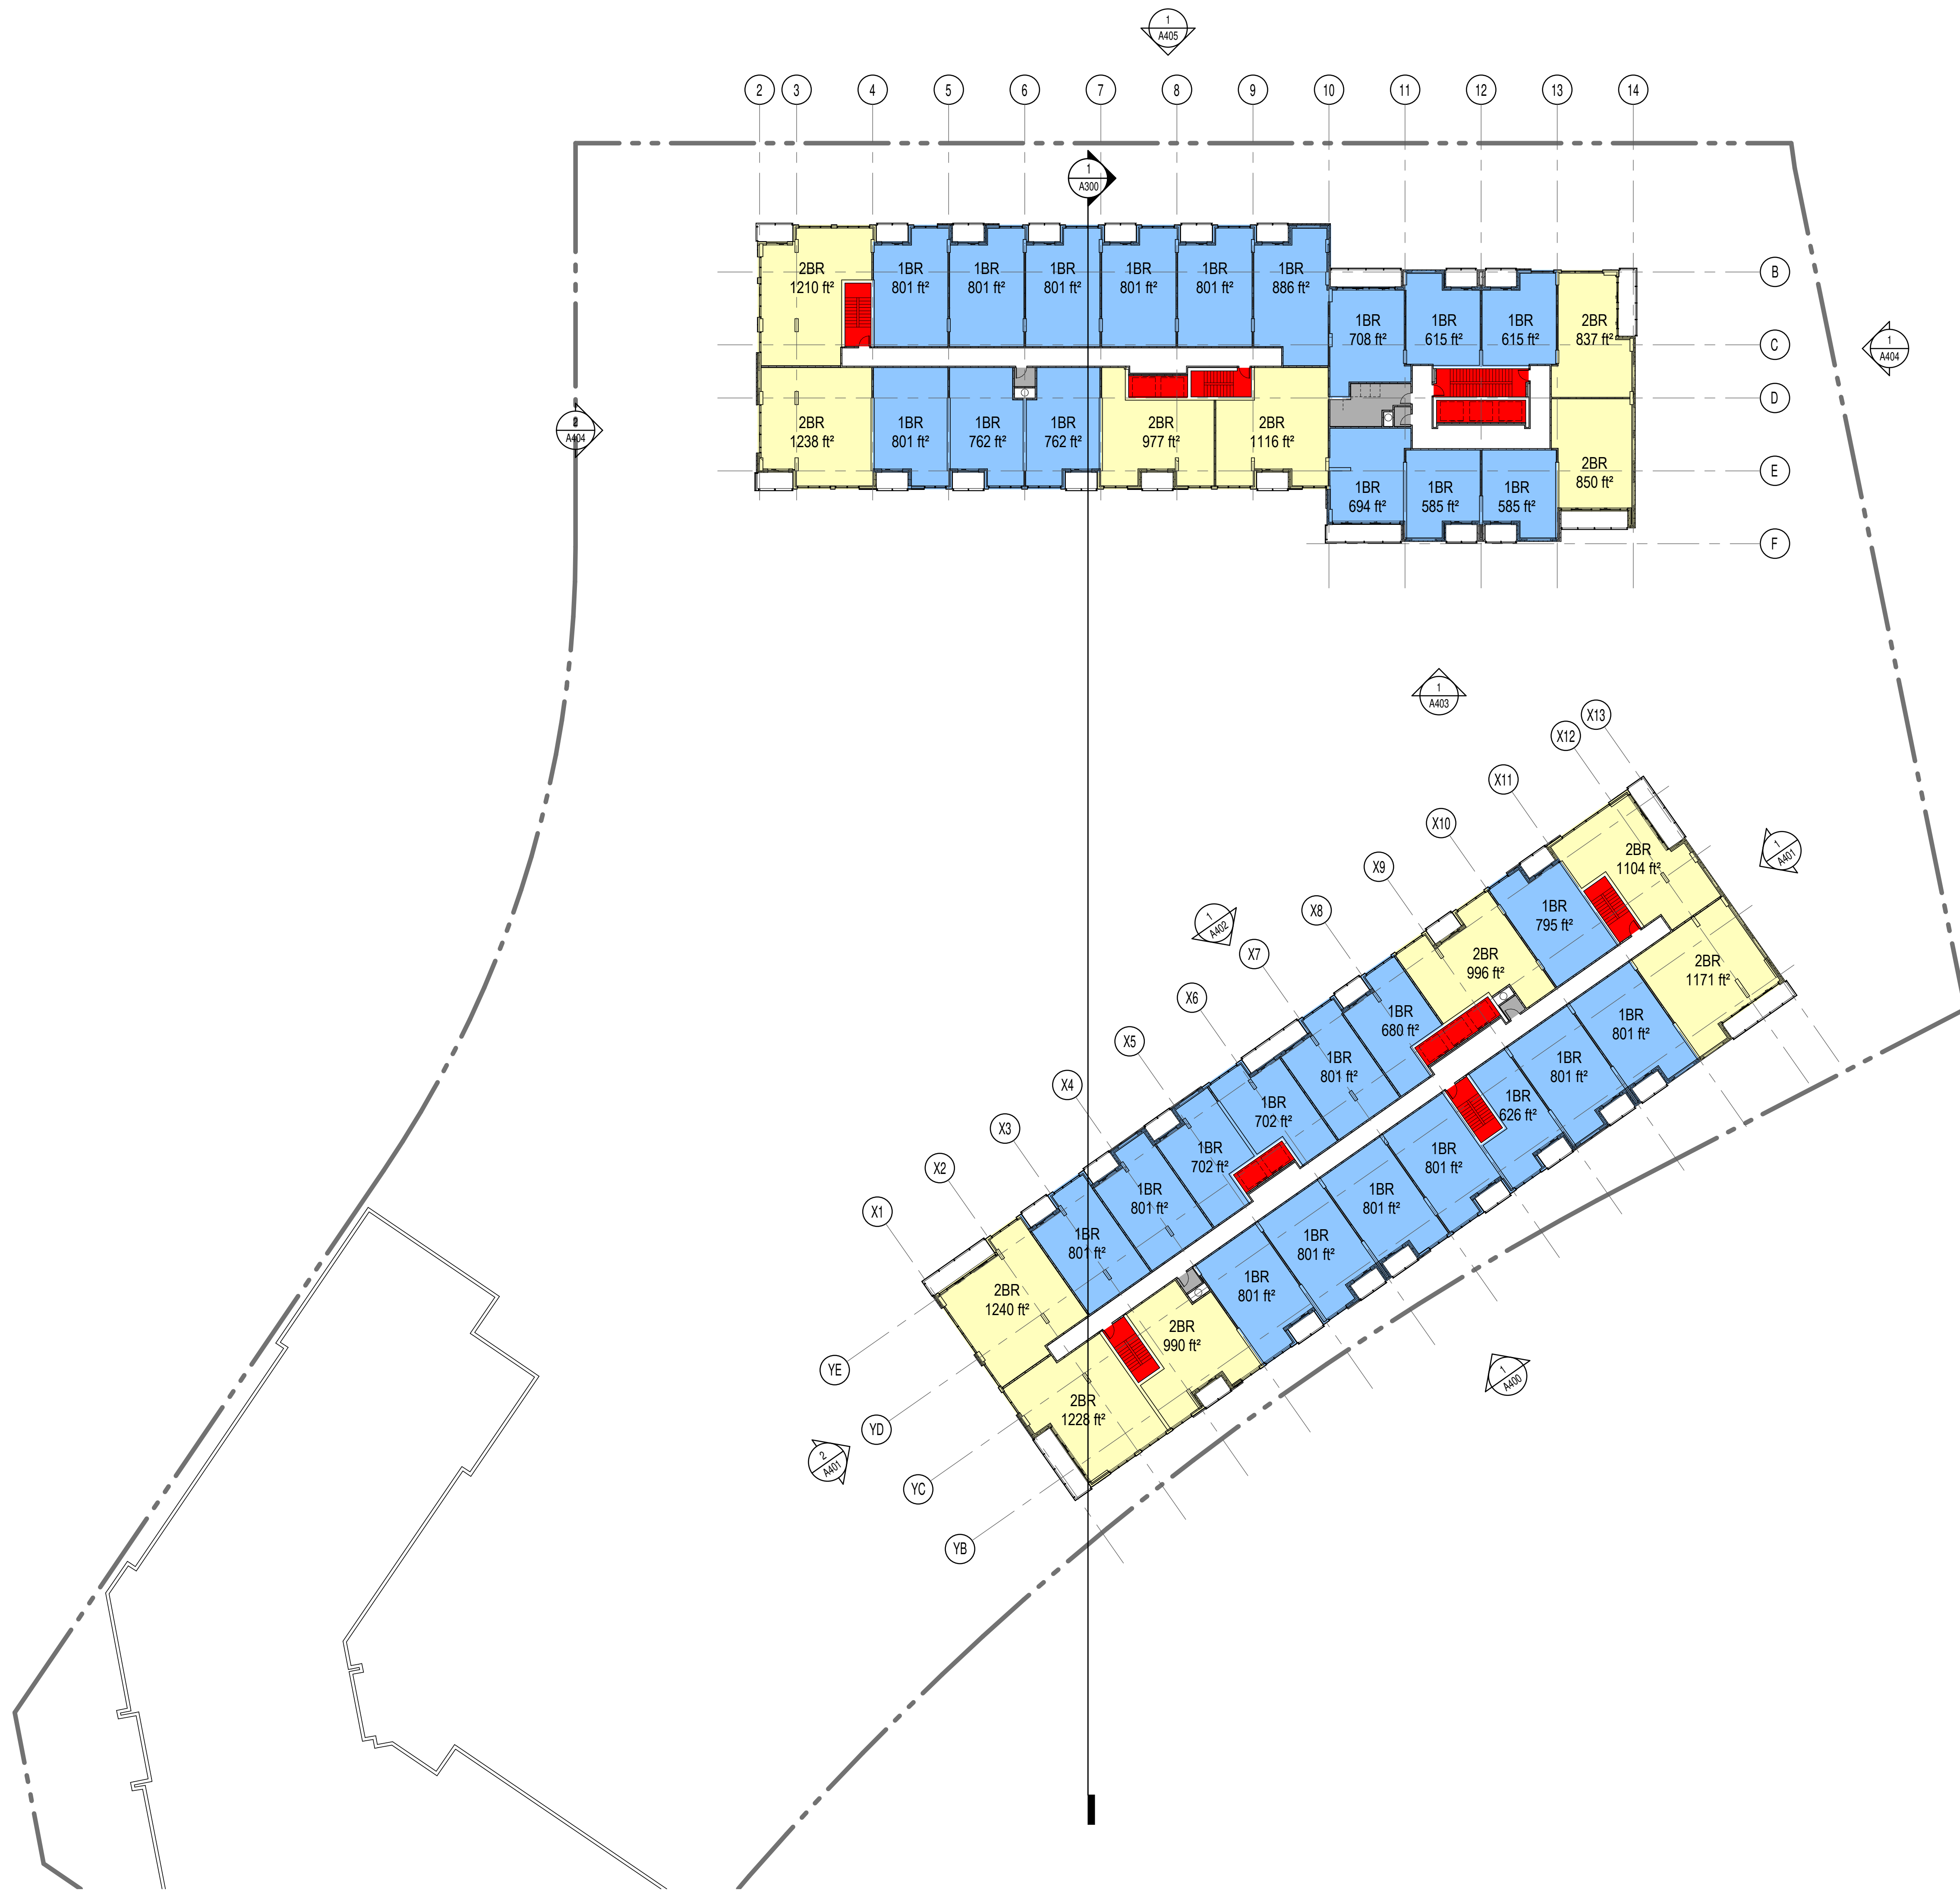 1
A405
2
3
4
5
6
7
8
9
10
11
12
13
14
1
A300
2BR
1210 ft²
1BR
801 ft²
1BR
801 ft²
1BR
801 ft²
1BR
801 ft²
1BR
801 ft²
1BR
886 ft²
B
1BR
708 ft²
1BR
615 ft²
1BR
615 ft²
2BR
837 ft²
C
1
A404
D
2
A404
2BR
1238 ft²
1BR
801 ft²
1BR
762 ft²
1BR
762 ft²
2BR
977 ft²
2BR
1116 ft²
E
1BR
694 ft²
1BR
585 ft²
1BR
585 ft²
2BR
850 ft²
F
1
A403
X13
X12
X11
X10
X9
X8
X7
X6
X5
X4
X3
X2
X1
1
A401
1
A402
2BR
1104 ft²
1BR
795 ft²
2BR
996 ft²
2BR
1171 ft²
1BR
680 ft²
1BR
801 ft²
1BR
801 ft²
1BR
801 ft²
1BR
626 ft²
1BR
702 ft²
1BR
702 ft²
1BR
801 ft²
1BR
801 ft²
1BR
801 ft²
1BR
801 ft²
1BR
801 ft²
1BR
801 ft²
2BR
1240 ft²
2BR
990 ft²
2BR
1228 ft²
YE
YD
YC
YB
1
A400
2
A401